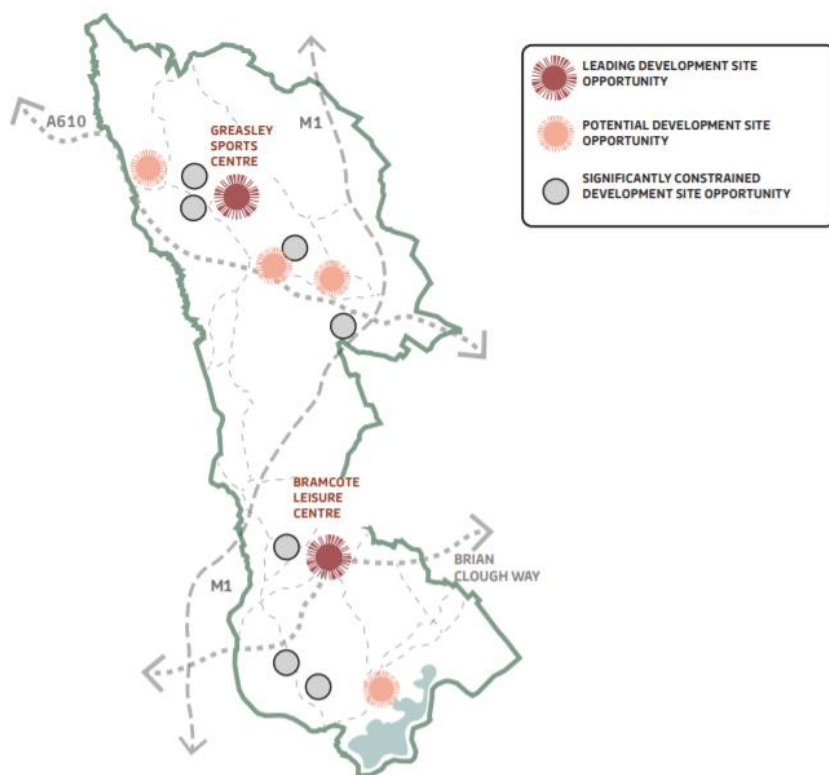 A610
GREASLEY
SPORTS
CENTRE
M1
LEADING DEVELOPMENT SITE
OPPORTUNITY
POTENTIAL DEVELOPMENT SITE
OPPORTUNITY
SIGNIFICANTLY CONSTRAINED
DEVELOPMENT SITE OPPORTUNITY
BRAMCOTE
LEISURE
CENTRE
M1
BRIAN
CLOUGH WAY